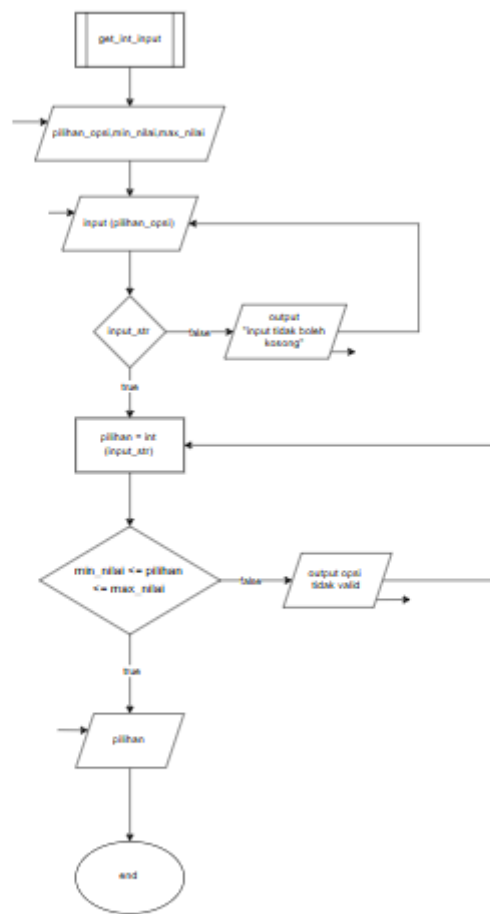 get_int_input
pilihan_opsi,min_nilai,max_nilai
input (pilihan_opsi)
input_str
false
output
"input tidak boleh
kosong"
true
pilihan = int
(input_str)
min_nilai <= pilihan
<= max_nilai
false
output opsi
tidak valid
true
pilihan
end